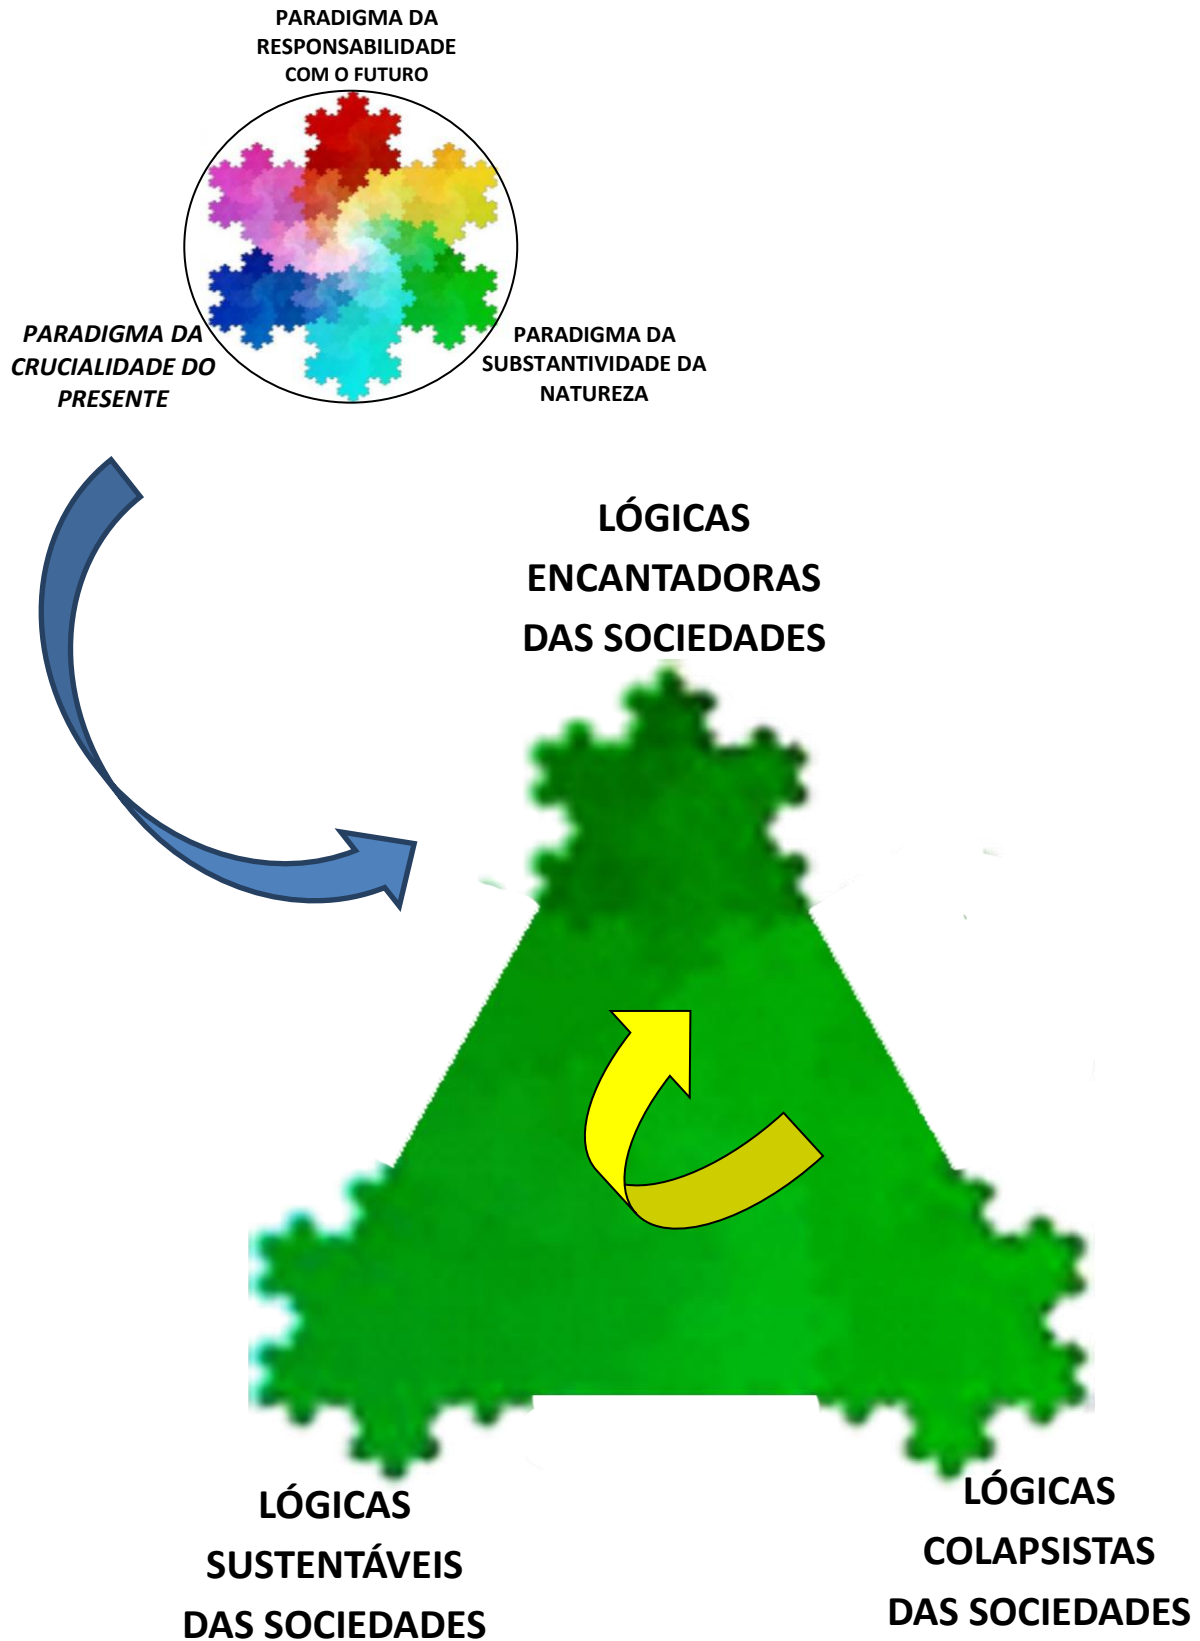 PARADIGMA DA
RESPONSABILIDADE
COM O FUTURO
PARADIGMA DA
CRUCIALIDADE DO
PRESENTE
PARADIGMA DA
SUBSTANTIVIDADE DA
NATUREZA
LÓGICAS
ENCANTADORAS
DAS SOCIEDADES
LÓGICAS
SUSTENTÁVEIS
DAS SOCIEDADES
LÓGICAS
COLAPSISTAS
DAS SOCIEDADES